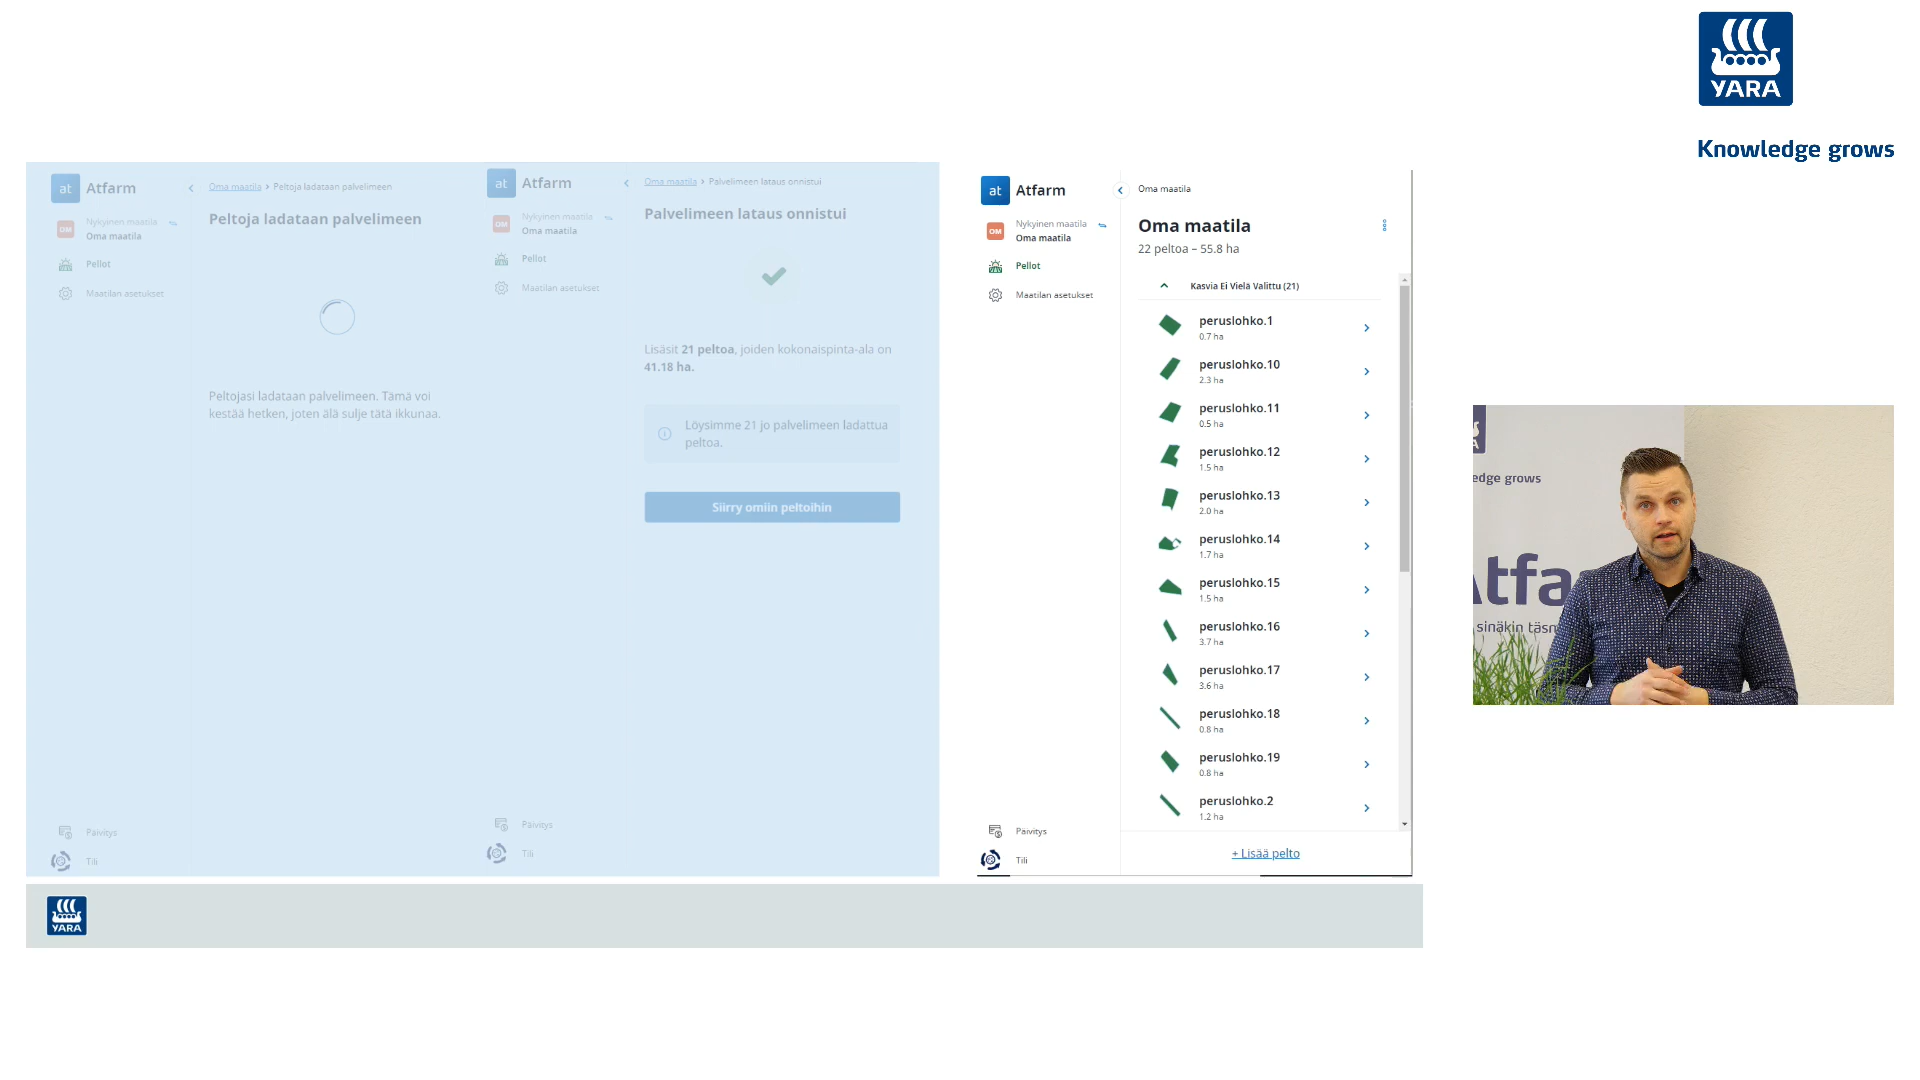 YARA
Knowledge grows
at Atfarm
Oma maatila > Peltoja ladataan palvelimeen
OM
Nykyinen maatila
Oma maatila
Peltoja ladataan palvelimeen
Pellot
Maatilan asetukset
Peltojasi ladataan palvelimeen. Tämä voi
kestää hetken, joten älä sulje tätä ikkunaa.
Päivitys
Tili
at Atfarm
Oma maatila > Palvelimeen lataus onnistui
OM
Nykyinen maatila
Oma maatila
Palvelimeen lataus onnistui
Pellot
Maatilan asetukset
Lisäsit 21 peltoa, joiden kokonaispinta-ala on
41.18 ha.
Löysimme 21 jo palvelimeen ladattua
peltoa.
Siirry omiin peltoihin
Päivitys
Tili
at Atfarm
Oma maatila
OM
Nykyinen maatila
Oma maatila
Pellot
Maatilan asetukset
Oma maatila
22 peltoa – 55.8 ha
Kasvia Ei Vielä Valittu (21)
peruslohko.1
0.7 ha
peruslohko.10
2.3 ha
peruslohko.11
0.5 ha
peruslohko.12
1.5 ha
peruslohko.13
2.0 ha
peruslohko.14
1.7 ha
peruslohko.15
1.5 ha
peruslohko.16
3.7 ha
peruslohko.17
3.6 ha
peruslohko.18
0.8 ha
peruslohko.19
0.8 ha
peruslohko.2
1.2 ha
+ Lisää pelto
Päivitys
Tili
edge grows
Atfa
sinäkin täsm
YARA